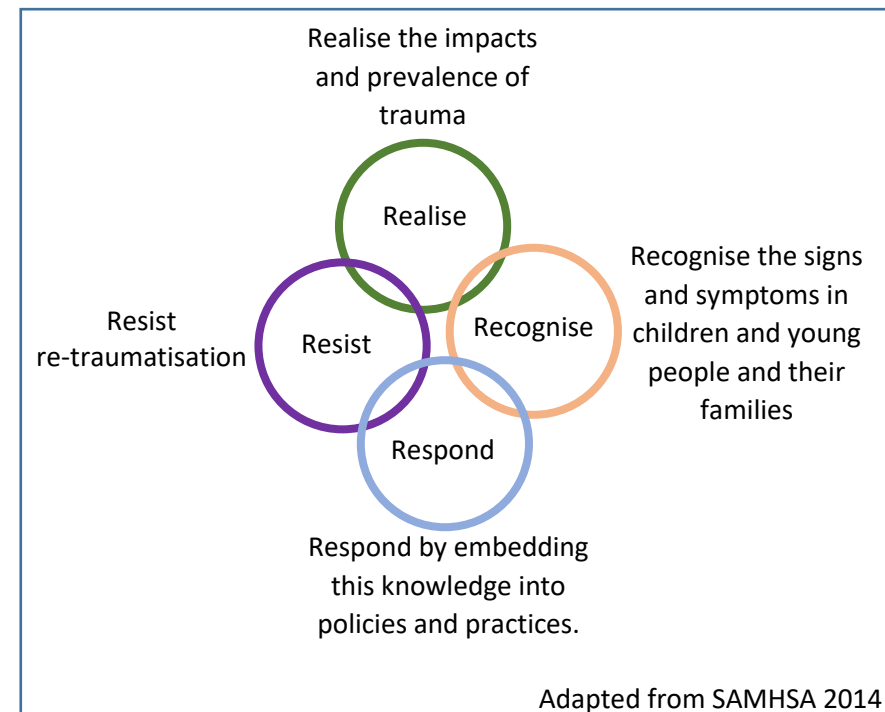 Realise the impacts
and prevalence of
trauma
Realise
Recognise the signs
and symptoms in
children and young
people and their
families
Recognise
Resist
re-traumatisation
Resist
Respond
Respond by embedding
this knowledge into
policies and practices.
Adapted from SAMHSA 2014